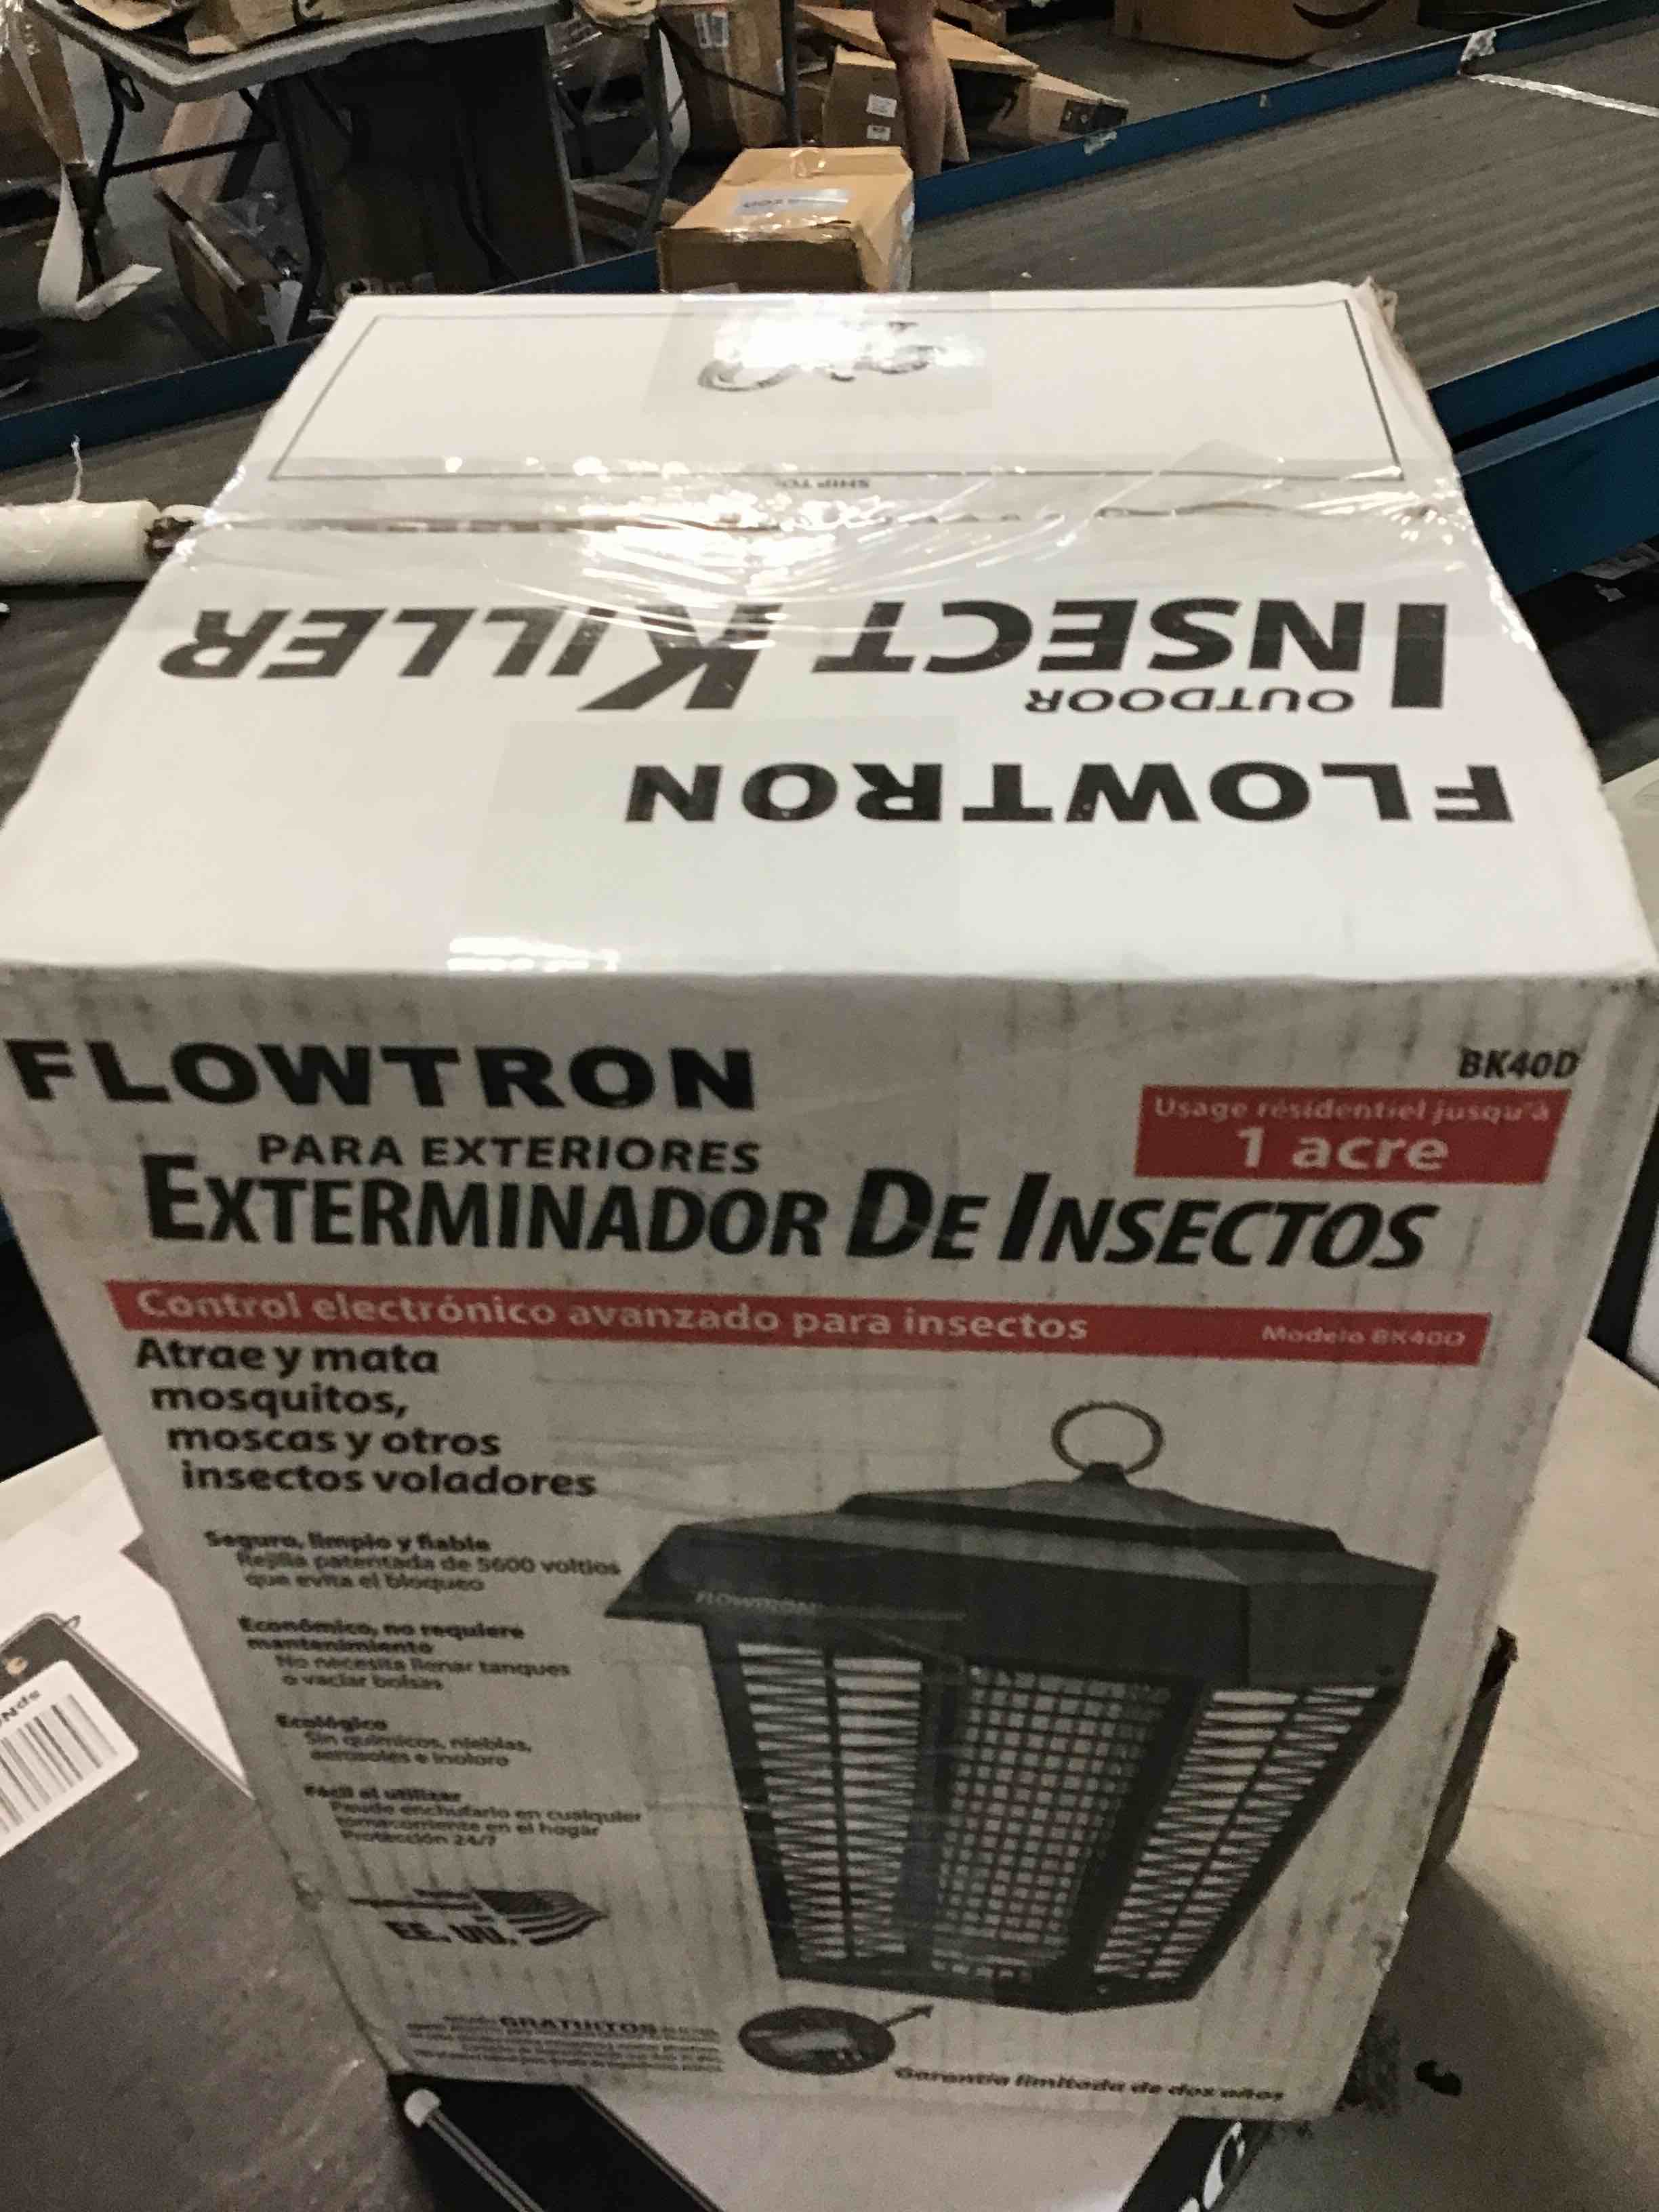 SHIP TO:
FLOWTRON
OUTDOOR
INSECT KILLER
FLOWTRON
BK40D
Usage résidentiel jusqu'à
1 acre
PARA EXTERIORES
EXTERMINADOR DE INSECTOS
Control electrónico avanzado para insectos
Modelo BK40D
Atrae y mata
mosquitos,
moscas y otros
insectos voladores
Seguro, limpio y fiable
Rejilla patentada de 5600 voltios
que evita el bloqueo
Económico, no requiere
mantenimiento
No necesita llenar tanques
o vaciar bolsas
Ecológico
Sin químicos, nieblas,
aerosoles e inoloro
Fácil al utilizar
Puede enchufarlo en cualquier
tomacorriente en el hogar
Protección 24/7
FLOWTRON
EE. UU.
GRATUITOS
Garantía limitada de dos años